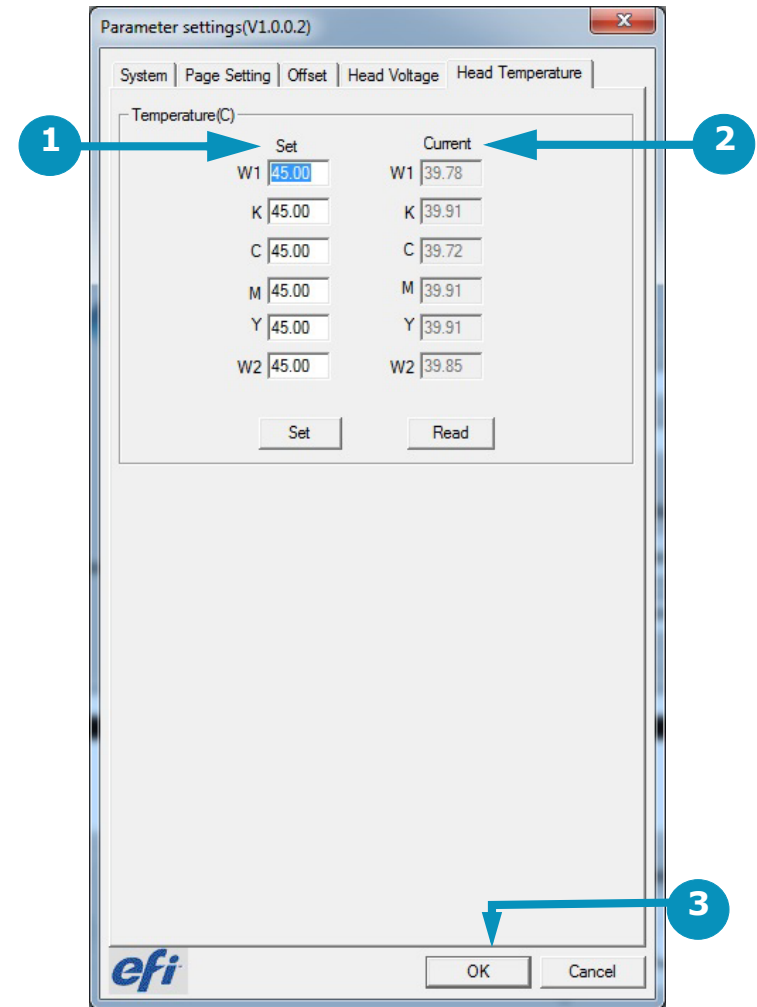 Parameter settings(V1.0.0.2)
x
System Page Setting Offset Head Voltage Head Temperature
Temperature(C)
1 Set Current 2
W1 45.00 W1 39.78
K 45.00 K 39.91
C 45.00 C 39.72
M 45.00 M 39.91
Y 45.00 Y 39.91
W2 45.00 W2 39.85
Set Read
3
efi OK Cancel